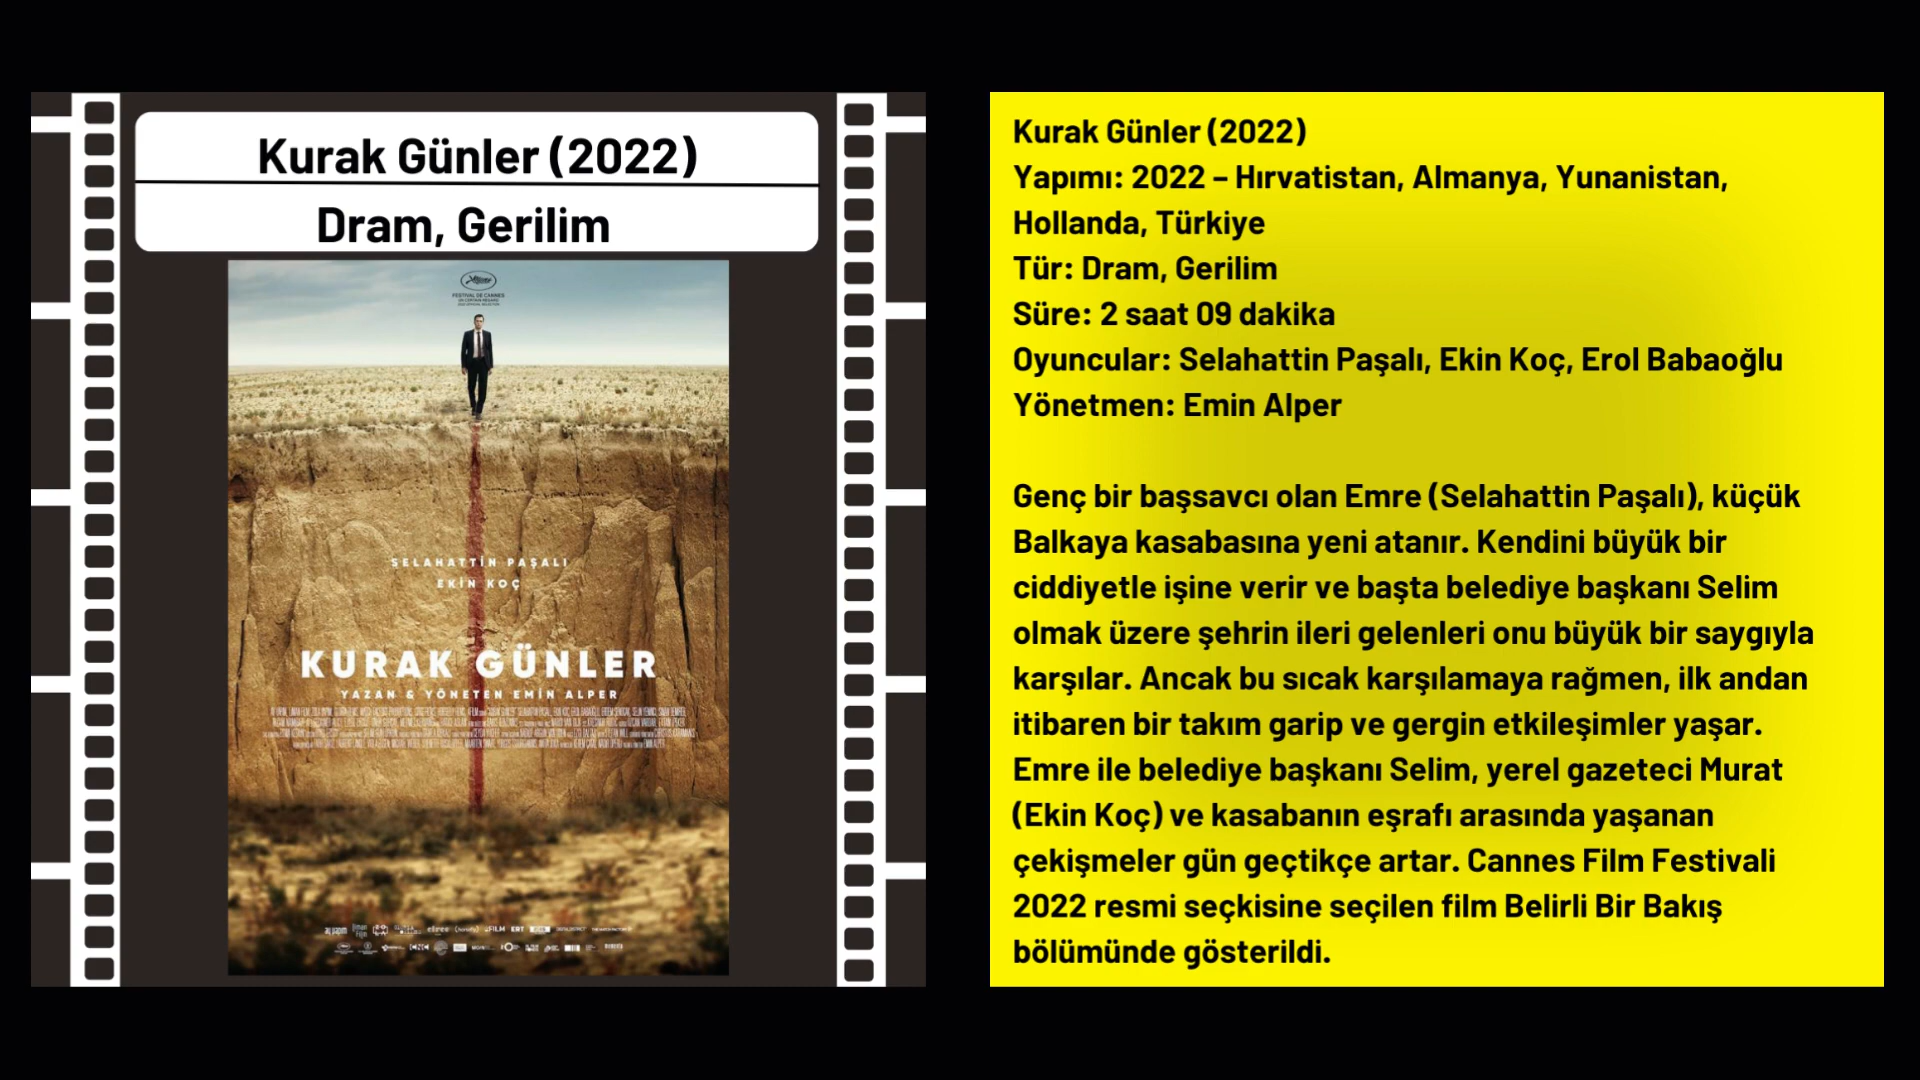 Kurak Günler (2022)
Dram, Gerilim
FESTIVAL DE CANNES
SELAHATTİN PAŞALI
EKİN KOÇ
KURAK GÜNLER
YAZAN & YÖNETEN EMİN ALPER
Kurak Günler (2022)
Yapımı: 2022 – Hırvatistan, Almanya, Yunanistan,
Hollanda, Türkiye
Tür: Dram, Gerilim
Süre: 2 saat 09 dakika
Oyuncular: Selahattin Paşalı, Ekin Koç, Erol Babaoğlu
Yönetmen: Emin Alper
Genç bir başsavcı olan Emre (Selahattin Paşalı), küçük
Balkaya kasabasına yeni atanır. Kendini büyük bir
ciddiyetle işine verir ve başta belediye başkanı Selim
olmak üzere şehrin ileri gelenleri onu büyük bir saygıyla
karşılar. Ancak bu sıcak karşılamaya rağmen, ilk andan
itibaren bir takım garip ve gergin etkileşimler yaşar.
Emre ile belediye başkanı Selim, yerel gazeteci Murat
(Ekin Koç) ve kasabanın eşrafı arasında yaşanan
çekişmeler gün geçtikçe artar. Cannes Film Festivali
2022 resmi seçkisine seçilen film Belirli Bir Bakış
bölümünde gösterildi.